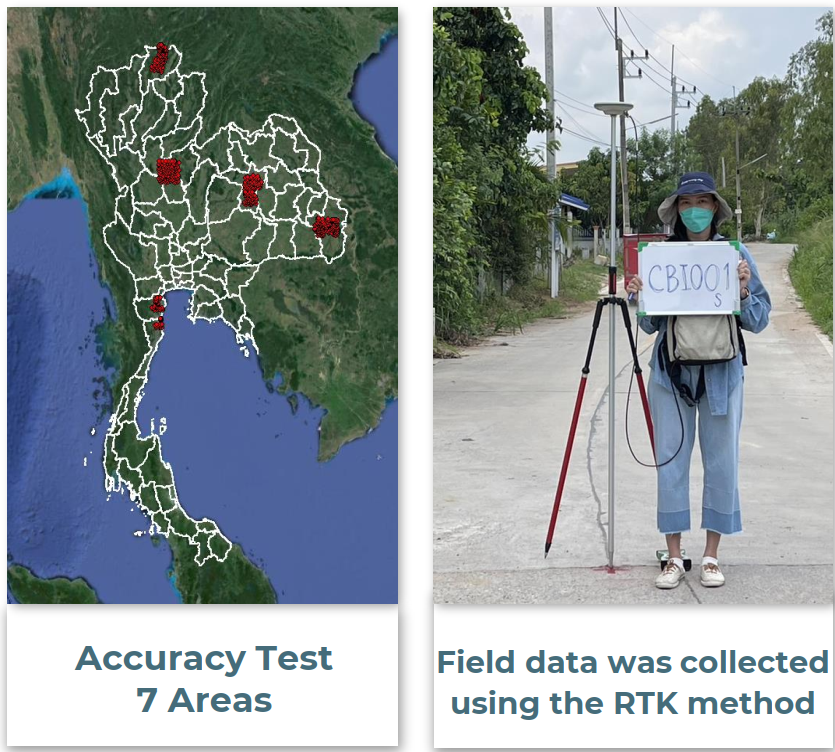 CBI001
S
Accuracy Test
7 Areas
Field data was collected
using the RTK method